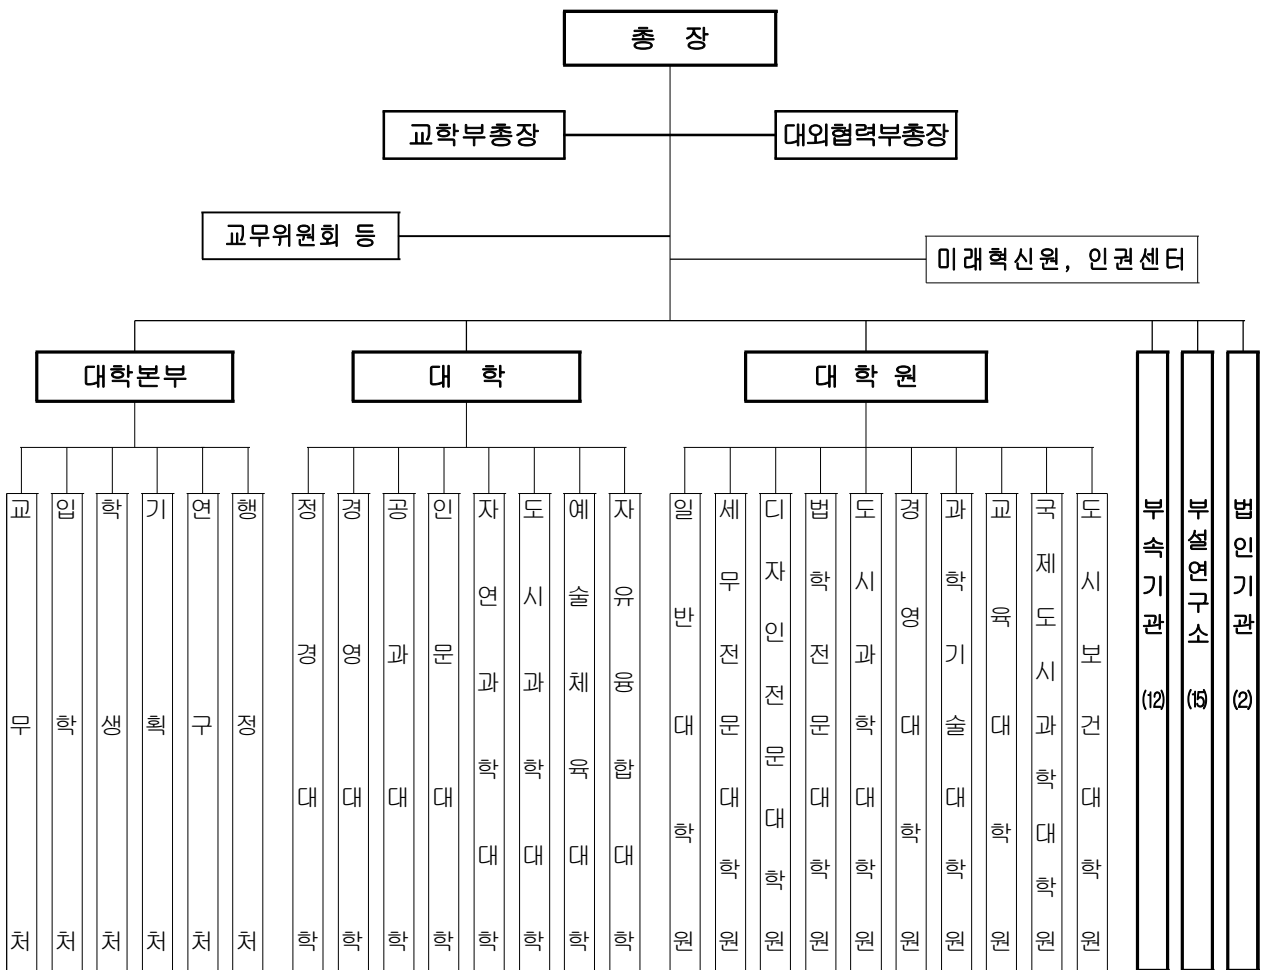 총 장
교학부총장
대외협력부총장
교무위원회 등
미래혁신원, 인권센터
대학본부
대 학
대 학 원
교무처
입학처
학생처
기획처
연구처
행정처
정경대학
경영대학
공과대학
인문대학
자연과학대학
도시과학대학
예술체육대학
자유융합대학
일반대학원
세무전문대학원
디자인전문대학원
법학전문대학원
도시과학대학원
경영대학원
과학기술대학원
교육대학원
국제도시과학대학원
도시보건대학원
부속기관 (12)
부설연구소 (15)
법인기관 (2)